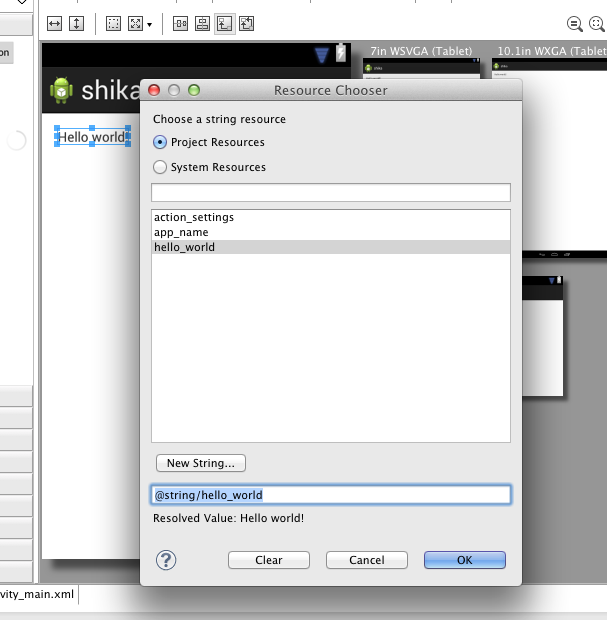 on
7in WSVGA (Tablet)
10.1in WXGA (Tablet)
shika
Resource Chooser
Choose a string resource
Hello world!
Project Resources
System Resources
action_settings
app_name
hello_world
New String...
@string/hello_world
Resolved Value: Hello world!
?
Clear
Cancel
OK
vity_main.xml